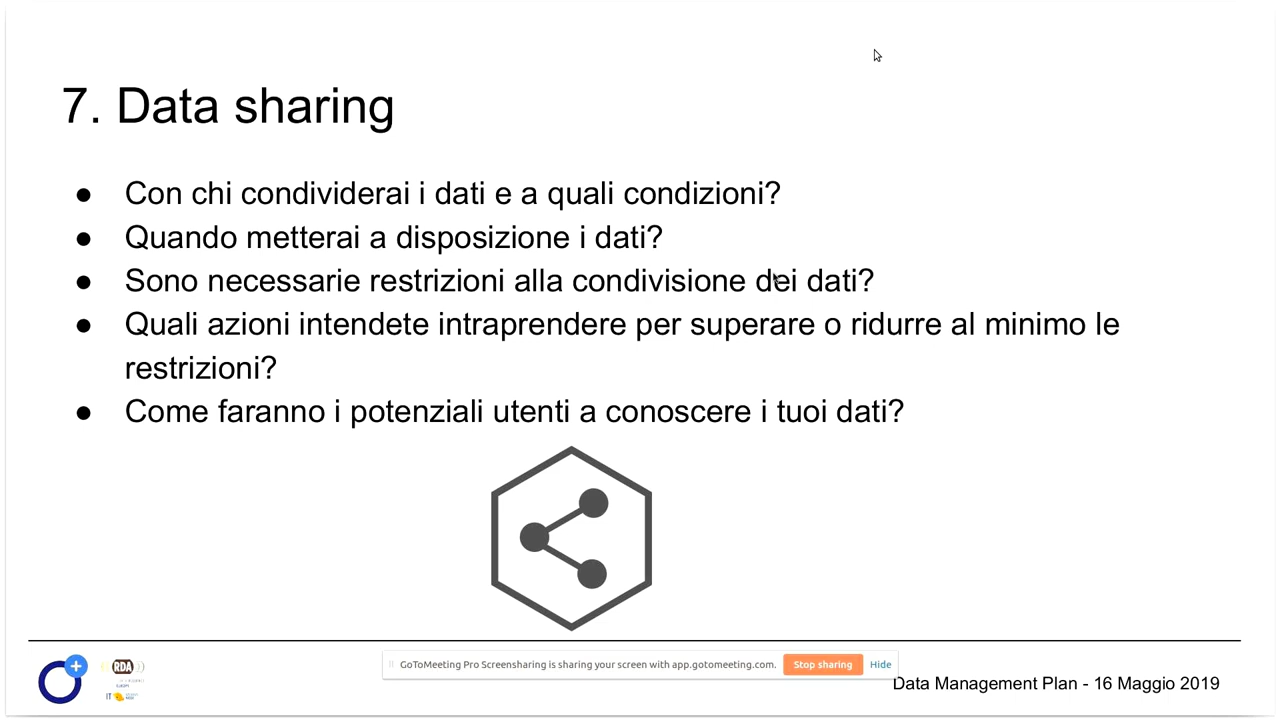 7. Data sharing
● Con chi condividerai i dati e a quali condizioni?
● Quando metterai a disposizione i dati?
● Sono necessarie restrizioni alla condivisione dei dati?
● Quali azioni intendete intraprendere per superare o ridurre al minimo le
restrizioni?
● Come faranno i potenziali utenti a conoscere i tuoi dati?
RDA
IT
GoToMeeting Pro Screensharing is sharing your screen with app.gotomeeting.com. Stop sharing Hide
Data Management Plan - 16 Maggio 2019